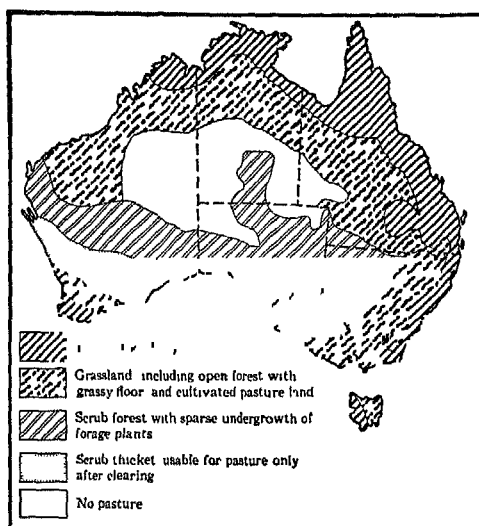 Grassland including open forest with
grassy floor and cultivated pasture land
Scrub forest with sparse undergrowth of
forage plants
Scrub thicket usable for pasture only
after clearing
No pasture